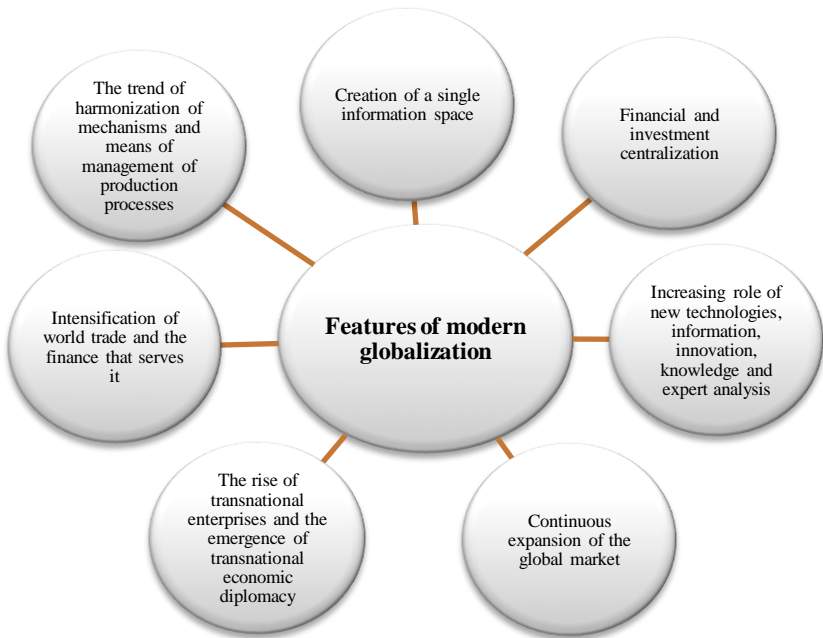 Creation of a single
information space
Financial and
investment
centralization
Increasing role of
new technologies,
information,
innovation,
knowledge and
expert analysis
Continuous
expansion of the
global market
The rise of
transnational
enterprises and the
emergence of
transnational
economic
diplomacy
Intensification of
world trade and the
finance that serves
it
The trend of
harmonization of
mechanisms and
means of
management of
production
processes
Features of modern
globalization